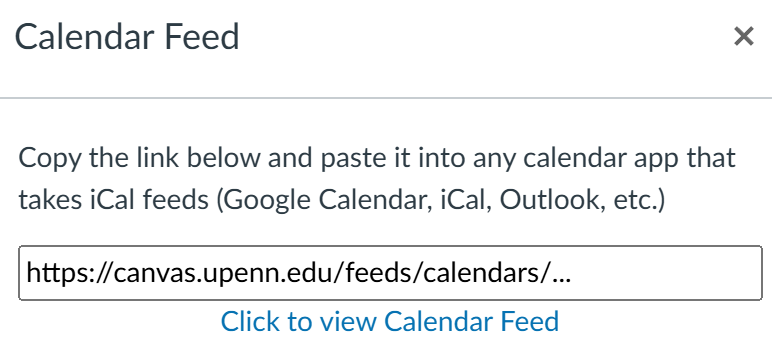 Calendar Feed
Copy the link below and paste it into any calendar app that
takes iCal feeds (Google Calendar, iCal, Outlook, etc.)
https://canvas.upenn.edu/feeds/calendars/...
Click to view Calendar Feed